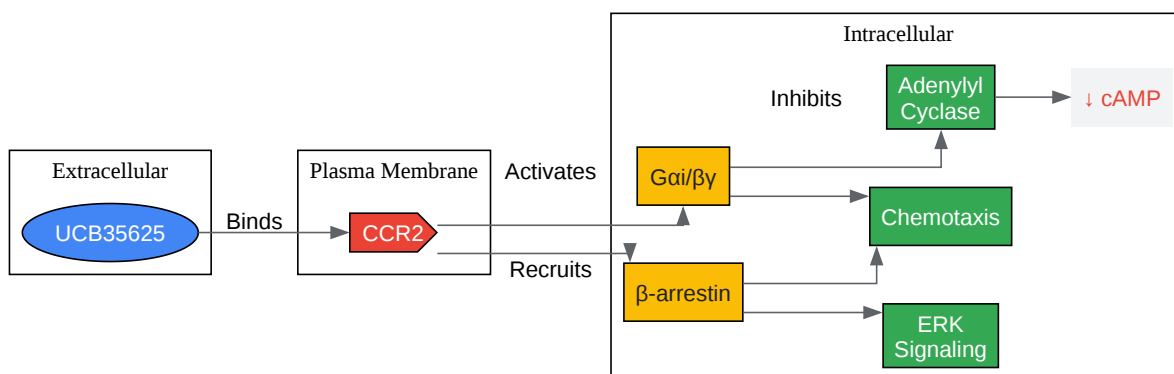 Extracellular
UCB35625
Binds
Plasma Membrane
CCR2
Activates
Recruits
Intracellular
Gαi/βγ
β-arrestin
Inhibits
Adenylyl
Cyclase
↓ cAMP
Chemotaxis
ERK
Signaling